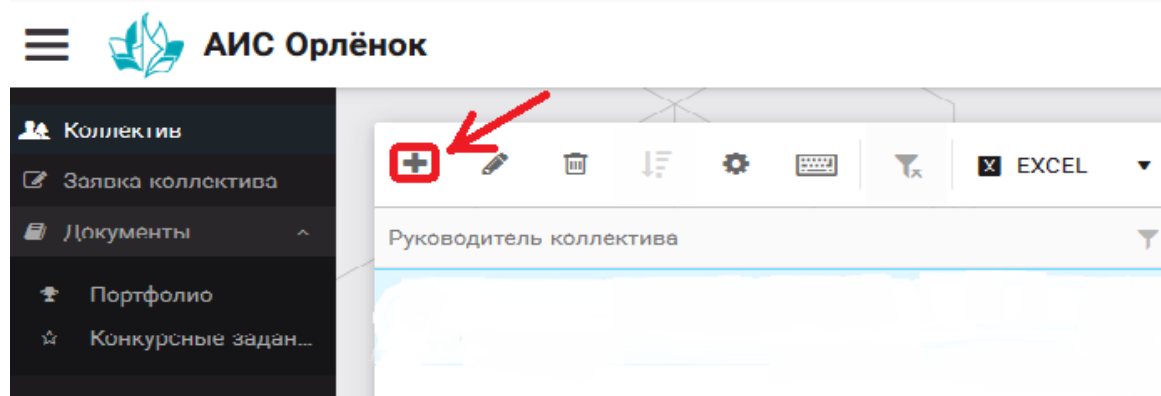 АИС Орлёнок
Коллектив
Заявка коллектива
Документы
Портфолио
Конкурсные задан...
EXCEL
Руководитель коллектива